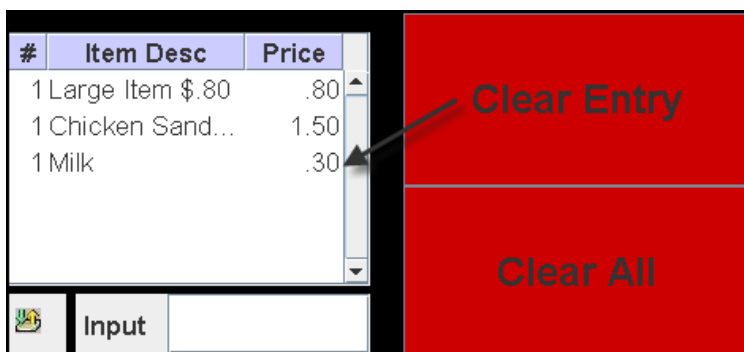 # Item Desc Price
1 Large Item $.80 .80
1 Chicken Sand... 1.50
1 Milk .30
Input
Clear Entry
Clear All